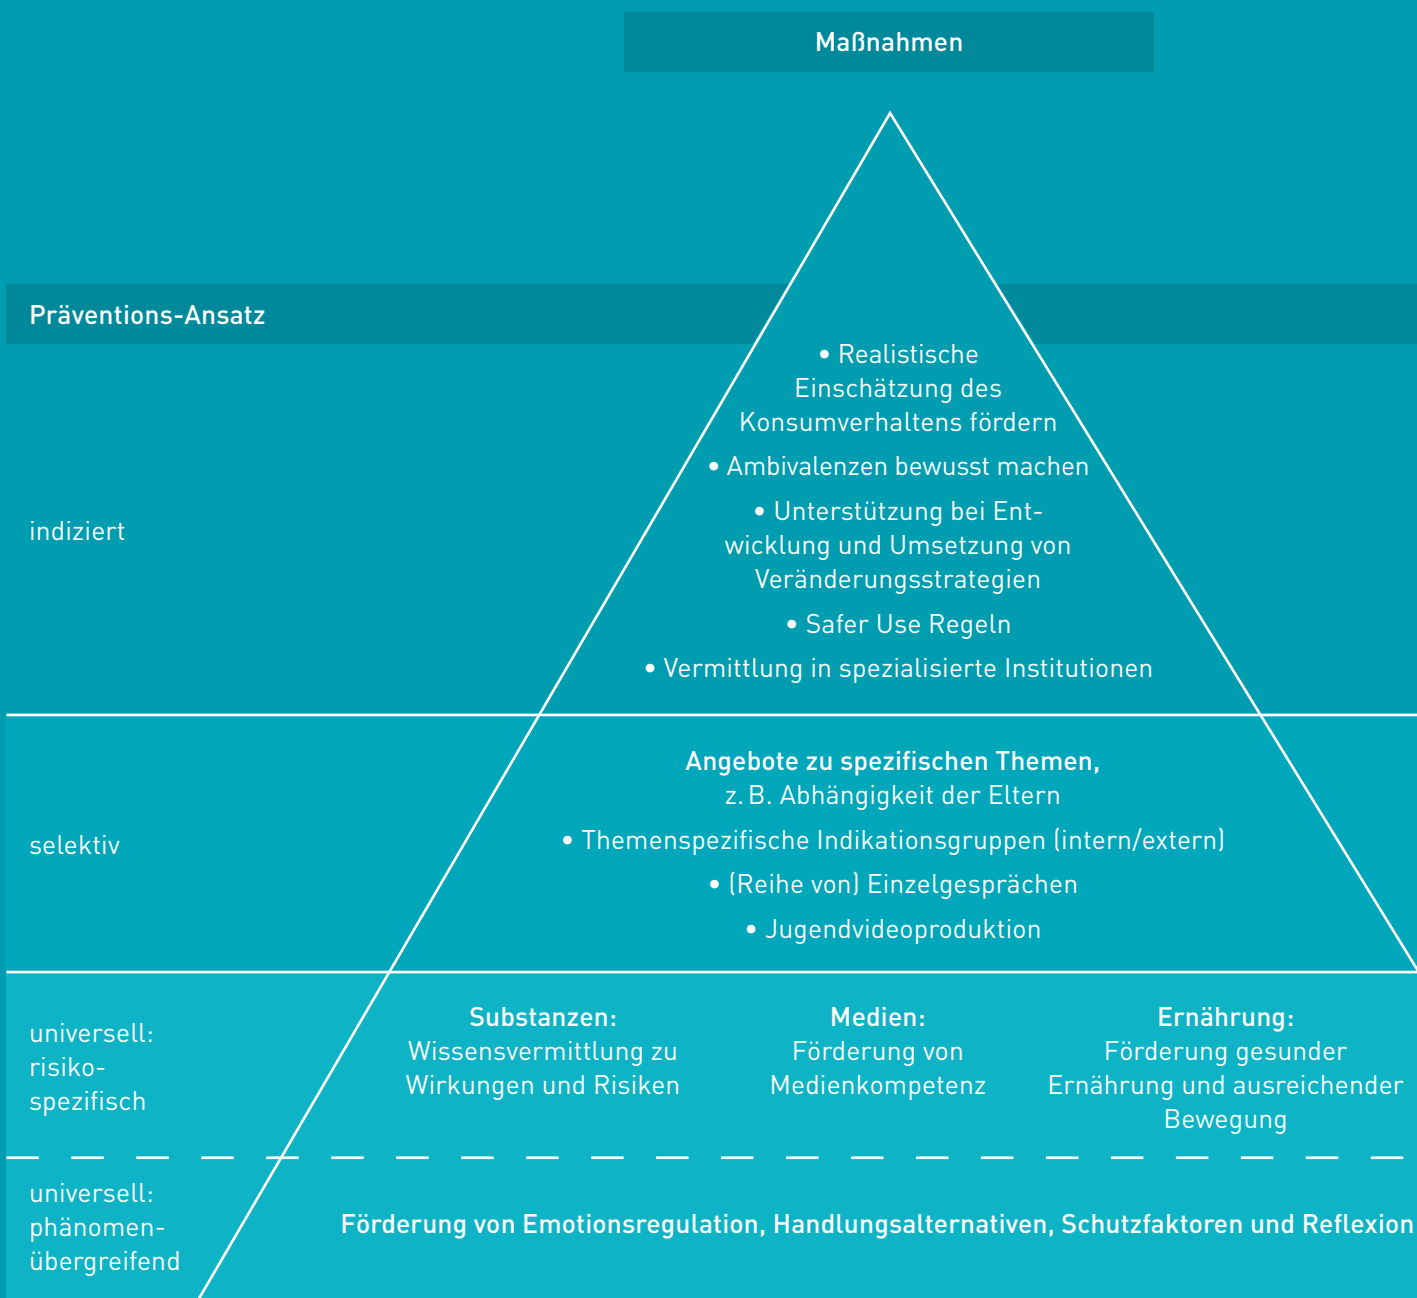 Maßnahmen
Präventions-Ansatz
indiziert
• Realistische
Einschätzung des
Konsumverhaltens fördern
• Ambivalenzen bewusst machen
• Unterstützung bei Ent-
wicklung und Umsetzung von
Veränderungsstrategien
• Safer Use Regeln
• Vermittlung in spezialisierte Institutionen
selektiv
Angebote zu spezifischen Themen,
z. B. Abhängigkeit der Eltern
• Themenspezifische Indikationsgruppen (intern/extern)
• (Reihe von) Einzelgesprächen
• Jugendvideoproduktion
universell:
risiko-
spezifisch
Substanzen:
Wissensvermittlung zu
Wirkungen und Risiken
Medien:
Förderung von
Medienkompetenz
Ernährung:
Förderung gesunder
Ernährung und ausreichender
Bewegung
universell:
phänomen-
übergreifend
Förderung von Emotionsregulation, Handlungsalternativen, Schutzfaktoren und Reflexion